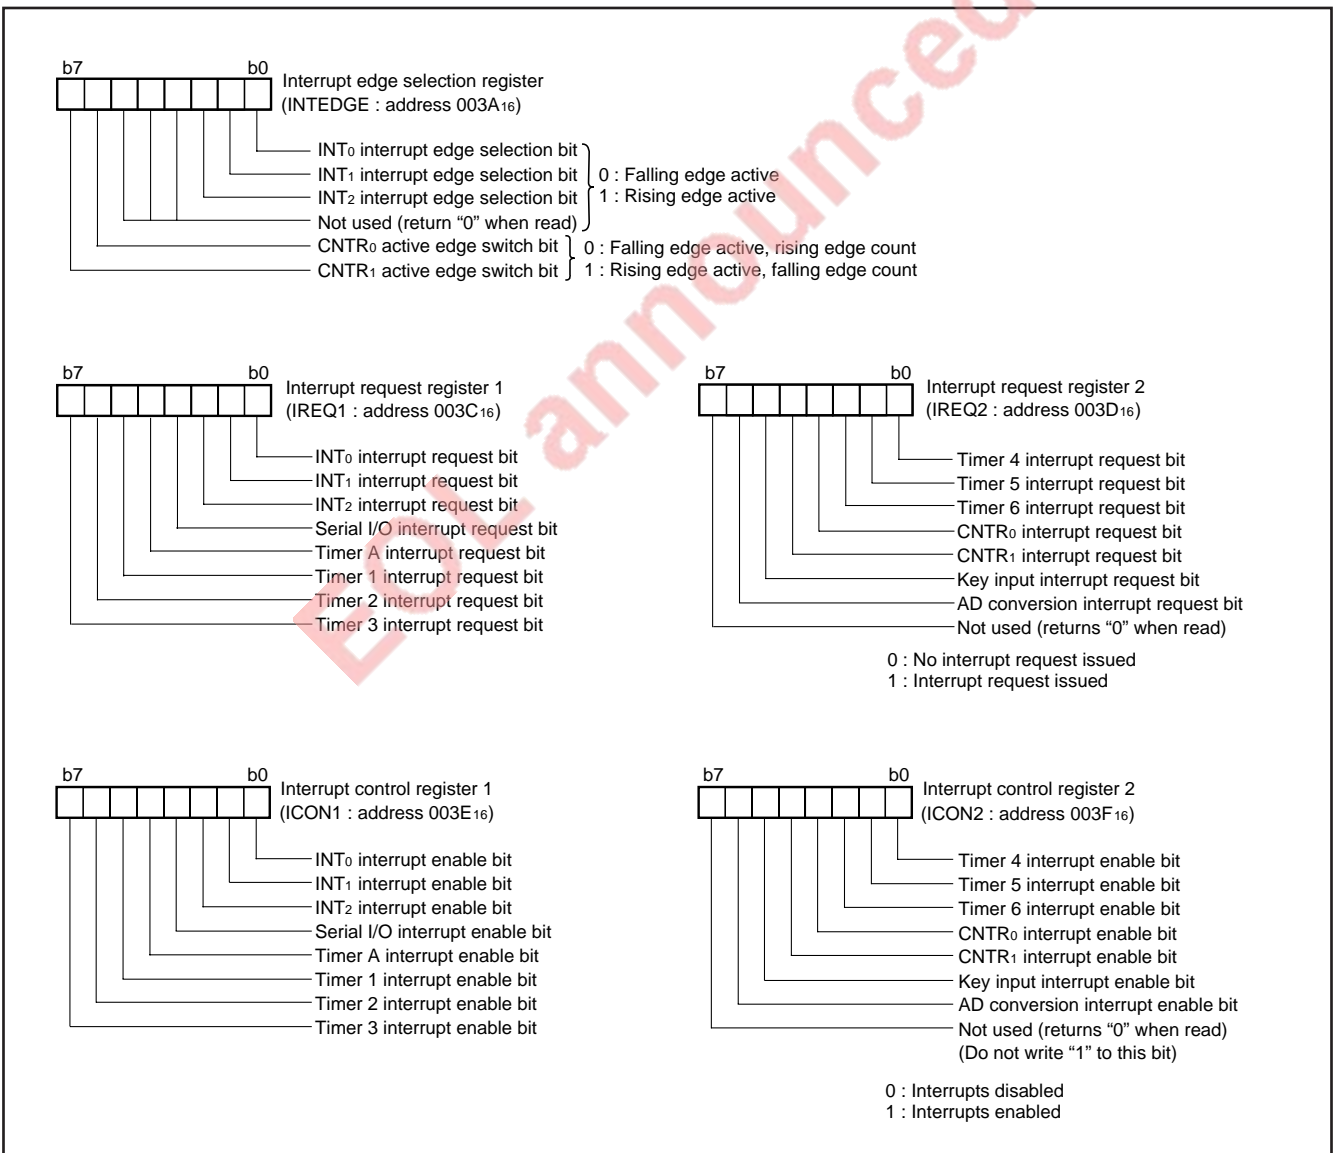 b7 b0
Interrupt edge selection register
(INTEDGE : address 003A16)
INT0 interrupt edge selection bit
INT1 interrupt edge selection bit
INT2 interrupt edge selection bit
Not used (return “0” when read)
0 : Falling edge active
1 : Rising edge active
CNTR0 active edge switch bit
CNTR1 active edge switch bit
0 : Falling edge active, rising edge count
1 : Rising edge active, falling edge count
b7 b0
Interrupt request register 1
(IREQ1 : address 003C16)
INT0 interrupt request bit
INT1 interrupt request bit
INT2 interrupt request bit
Serial I/O interrupt request bit
Timer A interrupt request bit
Timer 1 interrupt request bit
Timer 2 interrupt request bit
Timer 3 interrupt request bit
b7 b0
Interrupt request register 2
(IREQ2 : address 003D16)
Timer 4 interrupt request bit
Timer 5 interrupt request bit
Timer 6 interrupt request bit
CNTR0 interrupt request bit
CNTR1 interrupt request bit
Key input interrupt request bit
AD conversion interrupt request bit
Not used (returns “0” when read)
0 : No interrupt request issued
1 : Interrupt request issued
b7 b0
Interrupt control register 1
(ICON1 : address 003E16)
INT0 interrupt enable bit
INT1 interrupt enable bit
INT2 interrupt enable bit
Serial I/O interrupt enable bit
Timer A interrupt enable bit
Timer 1 interrupt enable bit
Timer 2 interrupt enable bit
Timer 3 interrupt enable bit
b7 b0
Interrupt control register 2
(ICON2 : address 003F16)
Timer 4 interrupt enable bit
Timer 5 interrupt enable bit
Timer 6 interrupt enable bit
CNTR0 interrupt enable bit
CNTR1 interrupt enable bit
Key input interrupt enable bit
AD conversion interrupt enable bit
Not used (returns “0” when read)
(Do not write “1” to this bit)
0 : Interrupts disabled
1 : Interrupts enabled
EOL announced